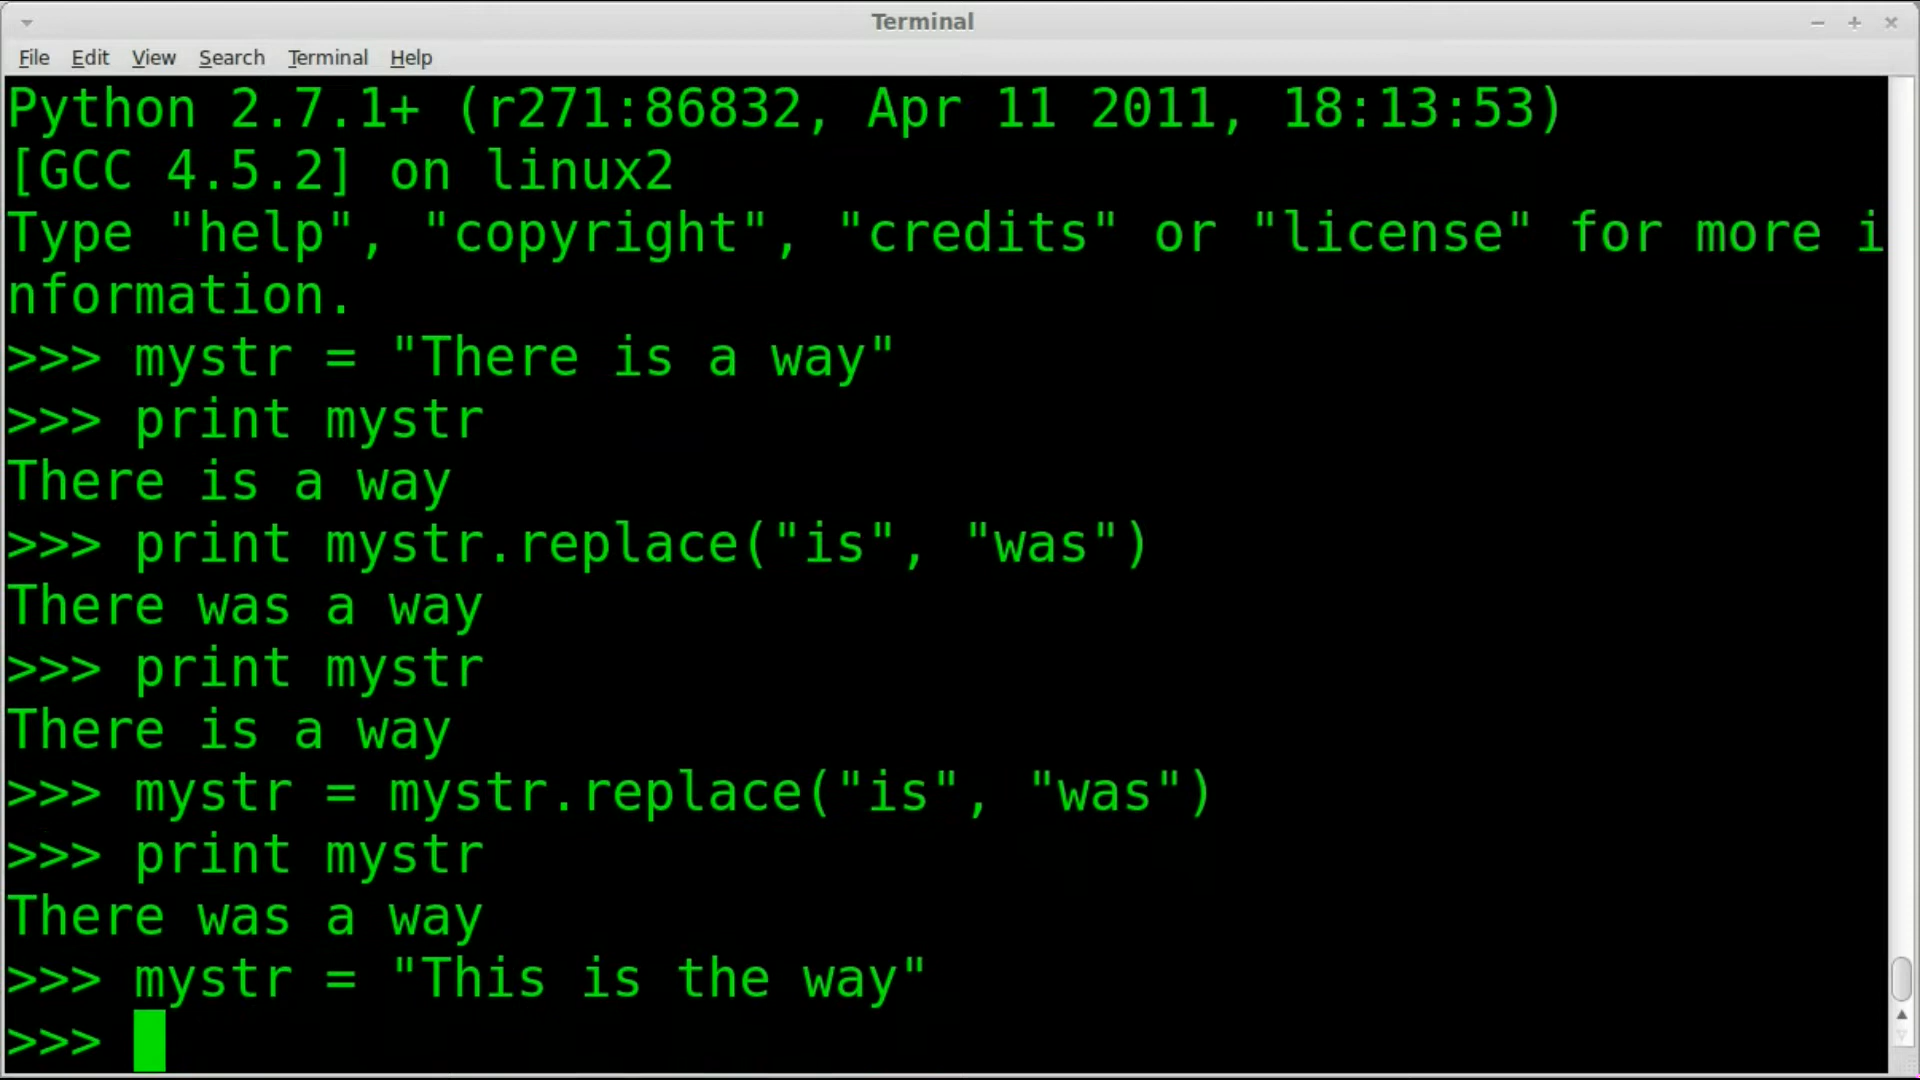 Terminal
File Edit View Search Terminal Help
Python 2.7.1+ (r271:86832, Apr 11 2011, 18:13:53)
[GCC 4.5.2] on linux2
Type "help", "copyright", "credits" or "license" for more i
nformation.
>>> mystr = "There is a way"
>>> print mystr
There is a way
>>> print mystr.replace("is", "was")
There was a way
>>> print mystr
There is a way
>>> mystr = mystr.replace("is", "was")
>>> print mystr
There was a way
>>> mystr = "This is the way"
>>>